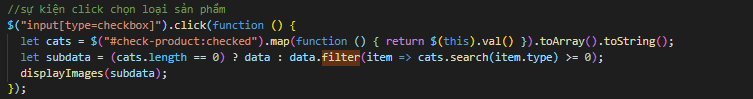 //sự kiện click chọn loại sản phẩm
$("input[type=checkbox]").click(function () {
let cats = $("#check-product:checked").map(function () { return $(this).val() }).toArray().toString();
let subdata = (cats.length == 0) ? data : data.filter(item => cats.search(item.type) >= 0);
displayImages(subdata);
});